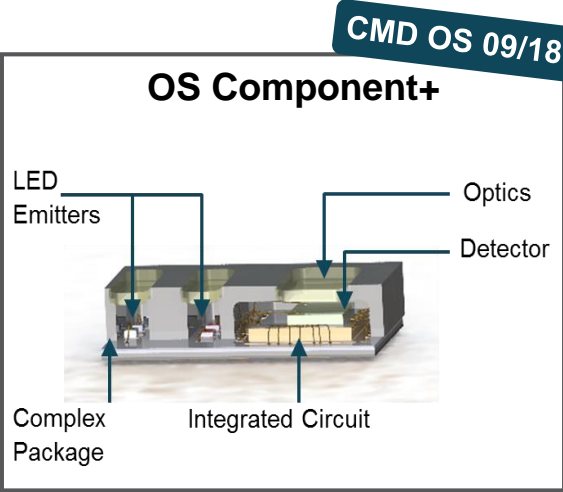 CMD OS 09/18
OS Component+
LED
Emitters
Optics
Detector
Complex
Package
Integrated Circuit